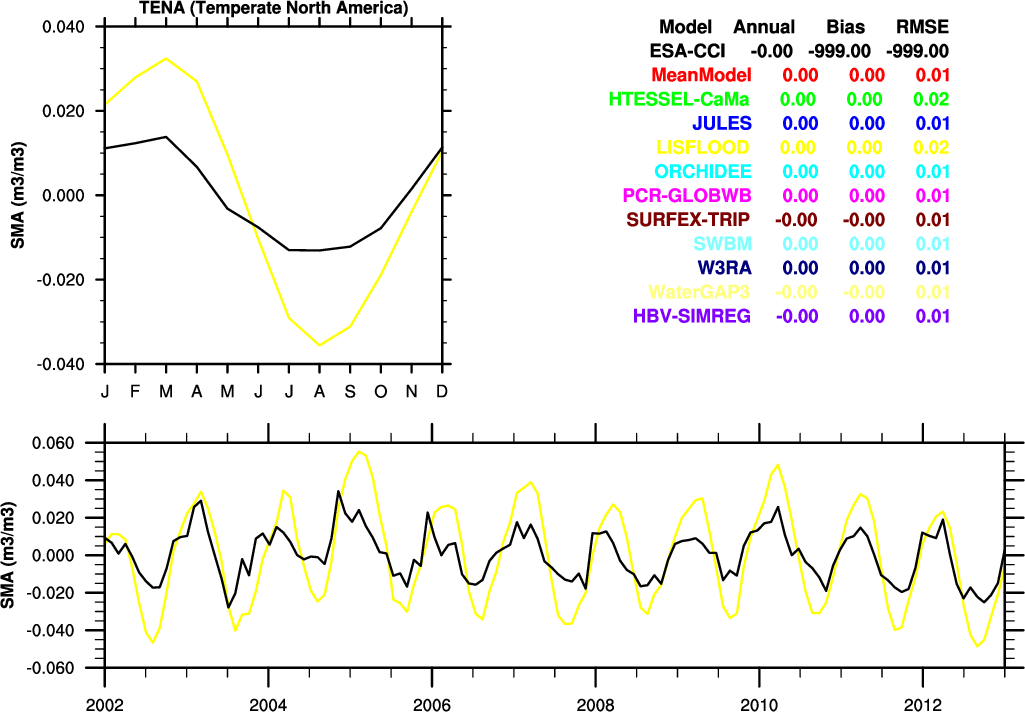 TENA (Temperate North America)
0.040
0.020
0.000
-0.020
-0.040
SMA (m3/m3)
J F M A M J J A S O N D
Model Annual Bias RMSE
ESA-CCI -0.00 -999.00 -999.00
MeanModel 0.00 0.00 0.01
HTESSEL-CaMa 0.00 0.00 0.02
JULES 0.00 0.00 0.01
LISFLOOD 0.00 0.00 0.02
ORCHIDEE 0.00 0.00 0.01
PCR-GLOBWB 0.00 0.00 0.01
SURFEX-TRIP -0.00 -0.00 0.01
SWBM 0.00 0.00 0.01
W3RA 0.00 0.00 0.01
WaterGAP3 -0.00 -0.00 0.01
HBV-SIMREG -0.00 0.00 0.01
0.060
0.040
0.020
0.000
-0.020
-0.040
-0.060
SMA (m3/m3)
2002 2004 2006 2008 2010 2012